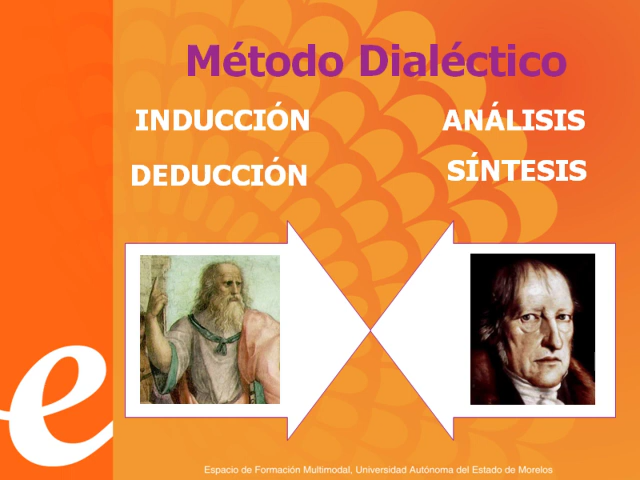 Método Dialéctico
INDUCCIÓN
DEDUCCIÓN
ANÁLISIS
SÍNTESIS
e
Espacio de Formación Multimodal, Universidad Autónoma del Estado de Morelos